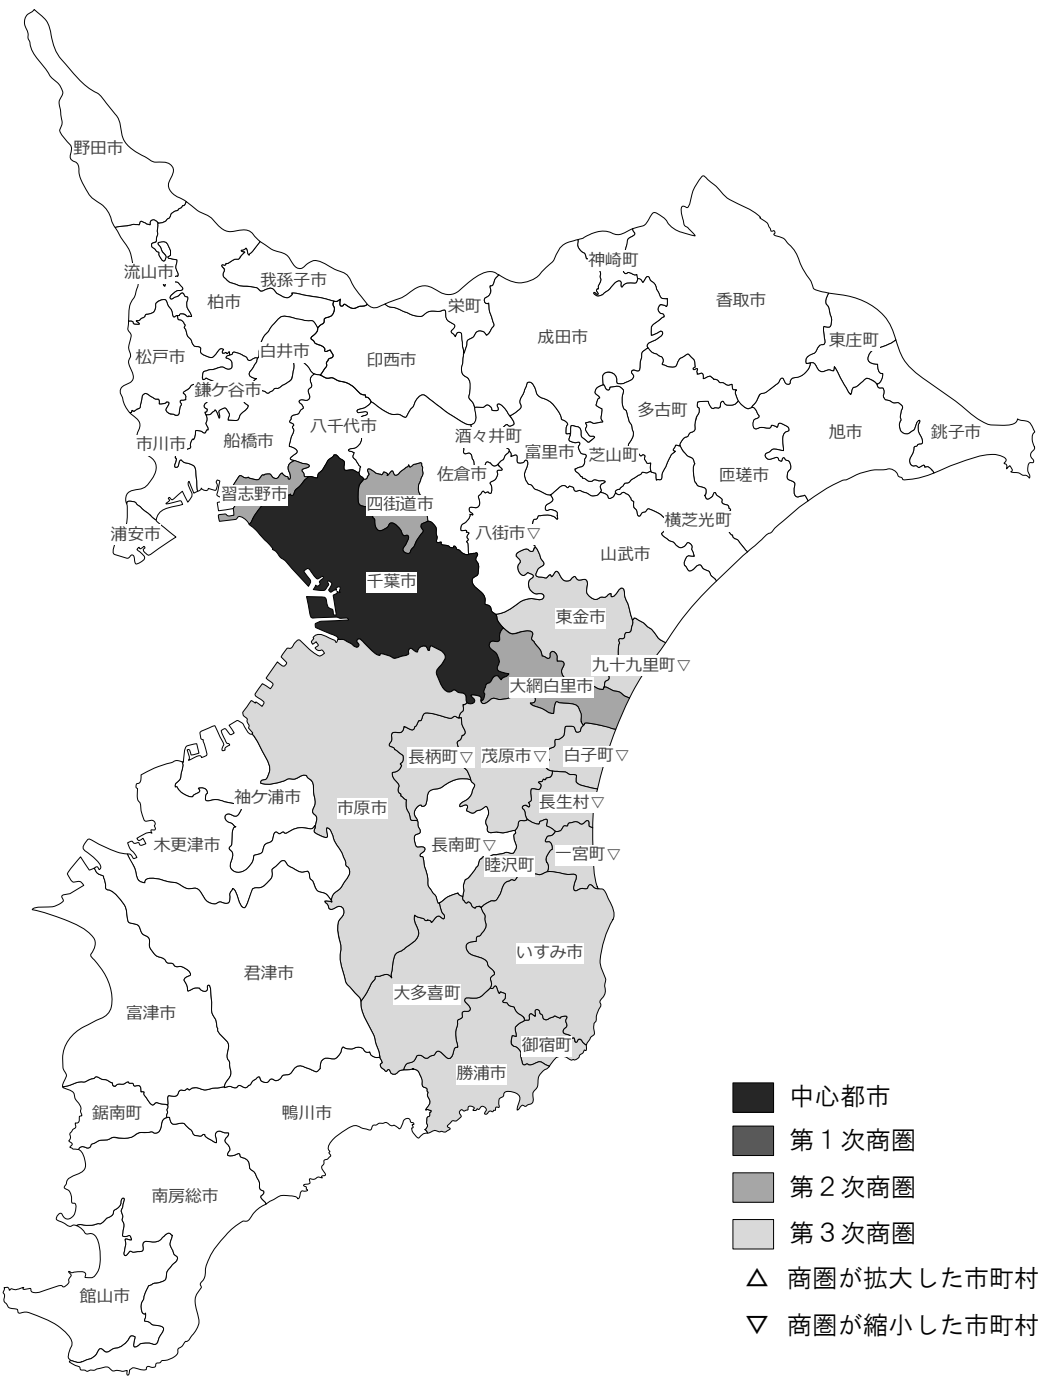 野田市
流山市
柏市
我孫子市
神崎町
香取市
栄町
成田市
東庄町
松戸市
白井市
印西市
鎌ケ谷市
多古町
八千代市
市川市
船橋市
酒々井町
富里市
芝山町
旭市
銚子市
佐倉市
匝瑳市
習志野市
四街道市
浦安市
八街市▽
横芝光町
山武市
千葉市
東金市
九十九里町▽
大網白里市
長柄町▽
茂原市▽
白子町▽
袖ケ浦市
市原市
長生村▽
木更津市
長南町▽
睦沢町
一宮町▽
いすみ市
君津市
大多喜町
富津市
御宿町
勝浦市
鋸南町
鴨川市
南房総市
館山市
中心都市
第1次商圏
第2次商圏
第3次商圏
△ 商圏が拡大した市町村
▽ 商圏が縮小した市町村